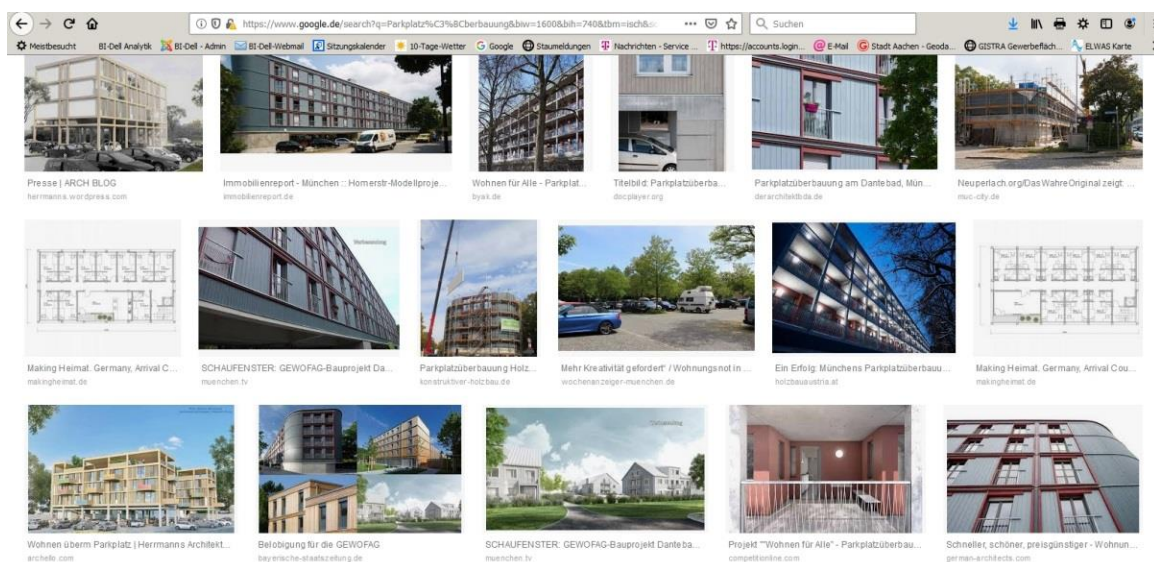 https://www.google.de/search?q=Parkplatz%C3%BCberbauung&biw=1600&bih=740&tbm=isch&
Suchen
Meistbesucht BI-Dell Analytik BI-Dell - Admin BI-Dell-Webmail Sitzungskalender 10-Tage-Wetter Google Staumeldungen Nachrichten - Service ... https://accounts.login... E-Mail Stadt Aachen - Geoda... GISTRA Gewerbefläch... ELWAS Karte
Presse | ARCH BLOG
herrmanns.wordpress.com
Immobilienreport - München :: Homerstr-Modellproje...
immobilienreport.de
Wohnen für Alle - Parkplat...
byak.de
Titelbild: Parkplatzüberba...
docplayer.org
Parkplatzüberbauung am Dantebad, Mün...
derarchitektbda.de
Neuperlach.org/DasWahreOriginal zeigt: ...
muc-city.de
Making Heimat. Germany, Arrival C...
makingheimat.de
SCHAUFENSTER: GEWOFAG-Bauprojekt Da...
muenchen.tv
Parkplatzüberbauung Holz...
konstruktiver-holzbau.de
Mehr Kreativität gefordert" / Wohnungsnot in ...
wochenanzeiger-muenchen.de
Ein Erfolg: Münchens Parkplatzüberbauu...
holzbauaustria.at
Making Heimat. Germany, Arrival Cou...
makingheimat.de
Wohnen überm Parkplatz | Herrmanns Architekt...
archello.com
Belobigung für die GEWOFAG
bayerische-staatszeitung.de
SCHAUFENSTER: GEWOFAG-Bauprojekt Danteba...
muenchen.tv
Projekt ""Wohnen für Alle" - Parkplatzüberbau...
competitionline.com
Schneller, schöner, preisgünstiger - Wohnun...
german-architects.com